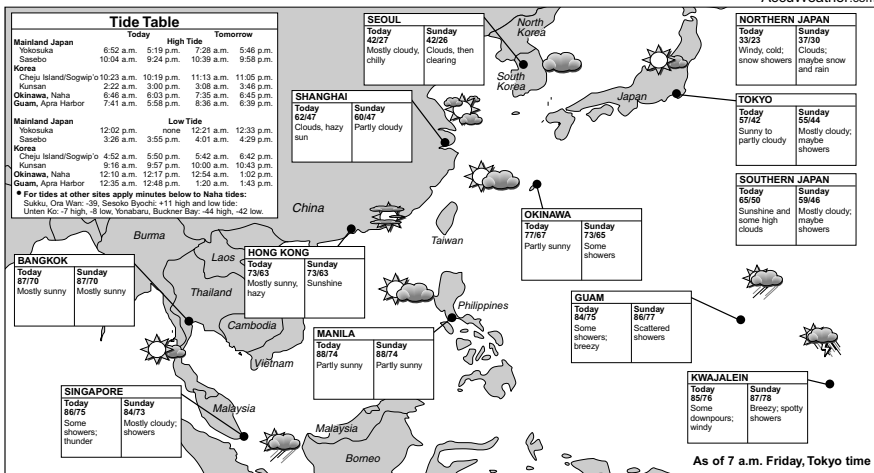 AccuWeather.com
Tide Table
Today Tomorrow
High Tide
Mainland Japan
Yokosuka 6:52 a.m. 5:19 p.m. 7:28 a.m. 5:46 p.m.
Sasebo 10:04 a.m. 9:24 p.m. 10:39 a.m. 9:58 p.m.
Korea
Cheju Island/Sogwip'o 10:23 a.m. 10:19 p.m. 11:13 a.m. 11:05 p.m.
Kunsan 2:22 a.m. 3:00 p.m. 3:08 a.m. 3:46 p.m.
Okinawa, Naha 6:46 a.m. 6:03 p.m. 7:35 a.m. 6:45 p.m.
Guam, Apra Harbor 7:41 a.m. 5:58 p.m. 8:36 a.m. 6:39 p.m.
Mainland Japan Low Tide
Yokosuka 12:02 p.m. none 12:21 a.m. 12:33 p.m.
Sasebo 3:26 a.m. 3:55 p.m. 4:01 a.m. 4:29 p.m.
Korea
Cheju Island/Sogwip'o 4:52 a.m. 5:50 p.m. 5:42 a.m. 6:42 p.m.
Kunsan 9:16 a.m. 9:57 p.m. 10:00 a.m. 10:43 p.m.
Okinawa, Naha 12:10 a.m. 12:17 p.m. 12:54 a.m. 1:02 p.m.
Guam, Apra Harbor 12:35 a.m. 12:48 p.m. 1:20 a.m. 1:43 p.m.
• For tides at other sites apply minutes below to Naha tides:
Sukku, Ora Wan: -39, Sesoko Byochi: +11 high and low tide:
Unten Ko: -7 high, -8 low, Yonabaru, Buckner Bay: -44 high, -42 low.
SEOUL
Today Sunday
42/27 42/26
Mostly cloudy, Clouds, then
chilly clearing
North
Korea
South
Korea
Japan
NORTHERN JAPAN
Today Sunday
33/23 37/30
Windy, cold; Clouds;
snow showers maybe snow
and rain
SHANGHAI
Today Sunday
62/47 60/47
Clouds, hazy Partly cloudy
sun
TOKYO
Today Sunday
57/42 55/44
Sunny to Mostly cloudy;
partly cloudy maybe
showers
SOUTHERN JAPAN
Today Sunday
65/50 59/46
Sunshine and Mostly cloudy;
some high maybe
clouds showers
China
Taiwan
OKINAWA
Today Sunday
77/67 73/65
Partly sunny Some
showers
Burma
Laos
Thailand
Cambodia
Vietnam
BANGKOK
Today Sunday
87/70 87/70
Mostly sunny Mostly sunny
HONG KONG
Today Sunday
73/63 73/63
Mostly sunny, Sunshine
hazy
Philippines
GUAM
Today Sunday
84/75 86/77
Some Scattered
showers; showers
breezy
MANILA
Today Sunday
88/74 88/74
Partly sunny Partly sunny
KWAJALEIN
Today Sunday
85/76 87/78
Some Breezy; spotty
downpours; showers
windy
SINGAPORE
Today Sunday
86/75 84/73
Some Mostly cloudy;
showers; showers
thunder
Malaysia
Malaysia
Borneo
As of 7 a.m. Friday, Tokyo time